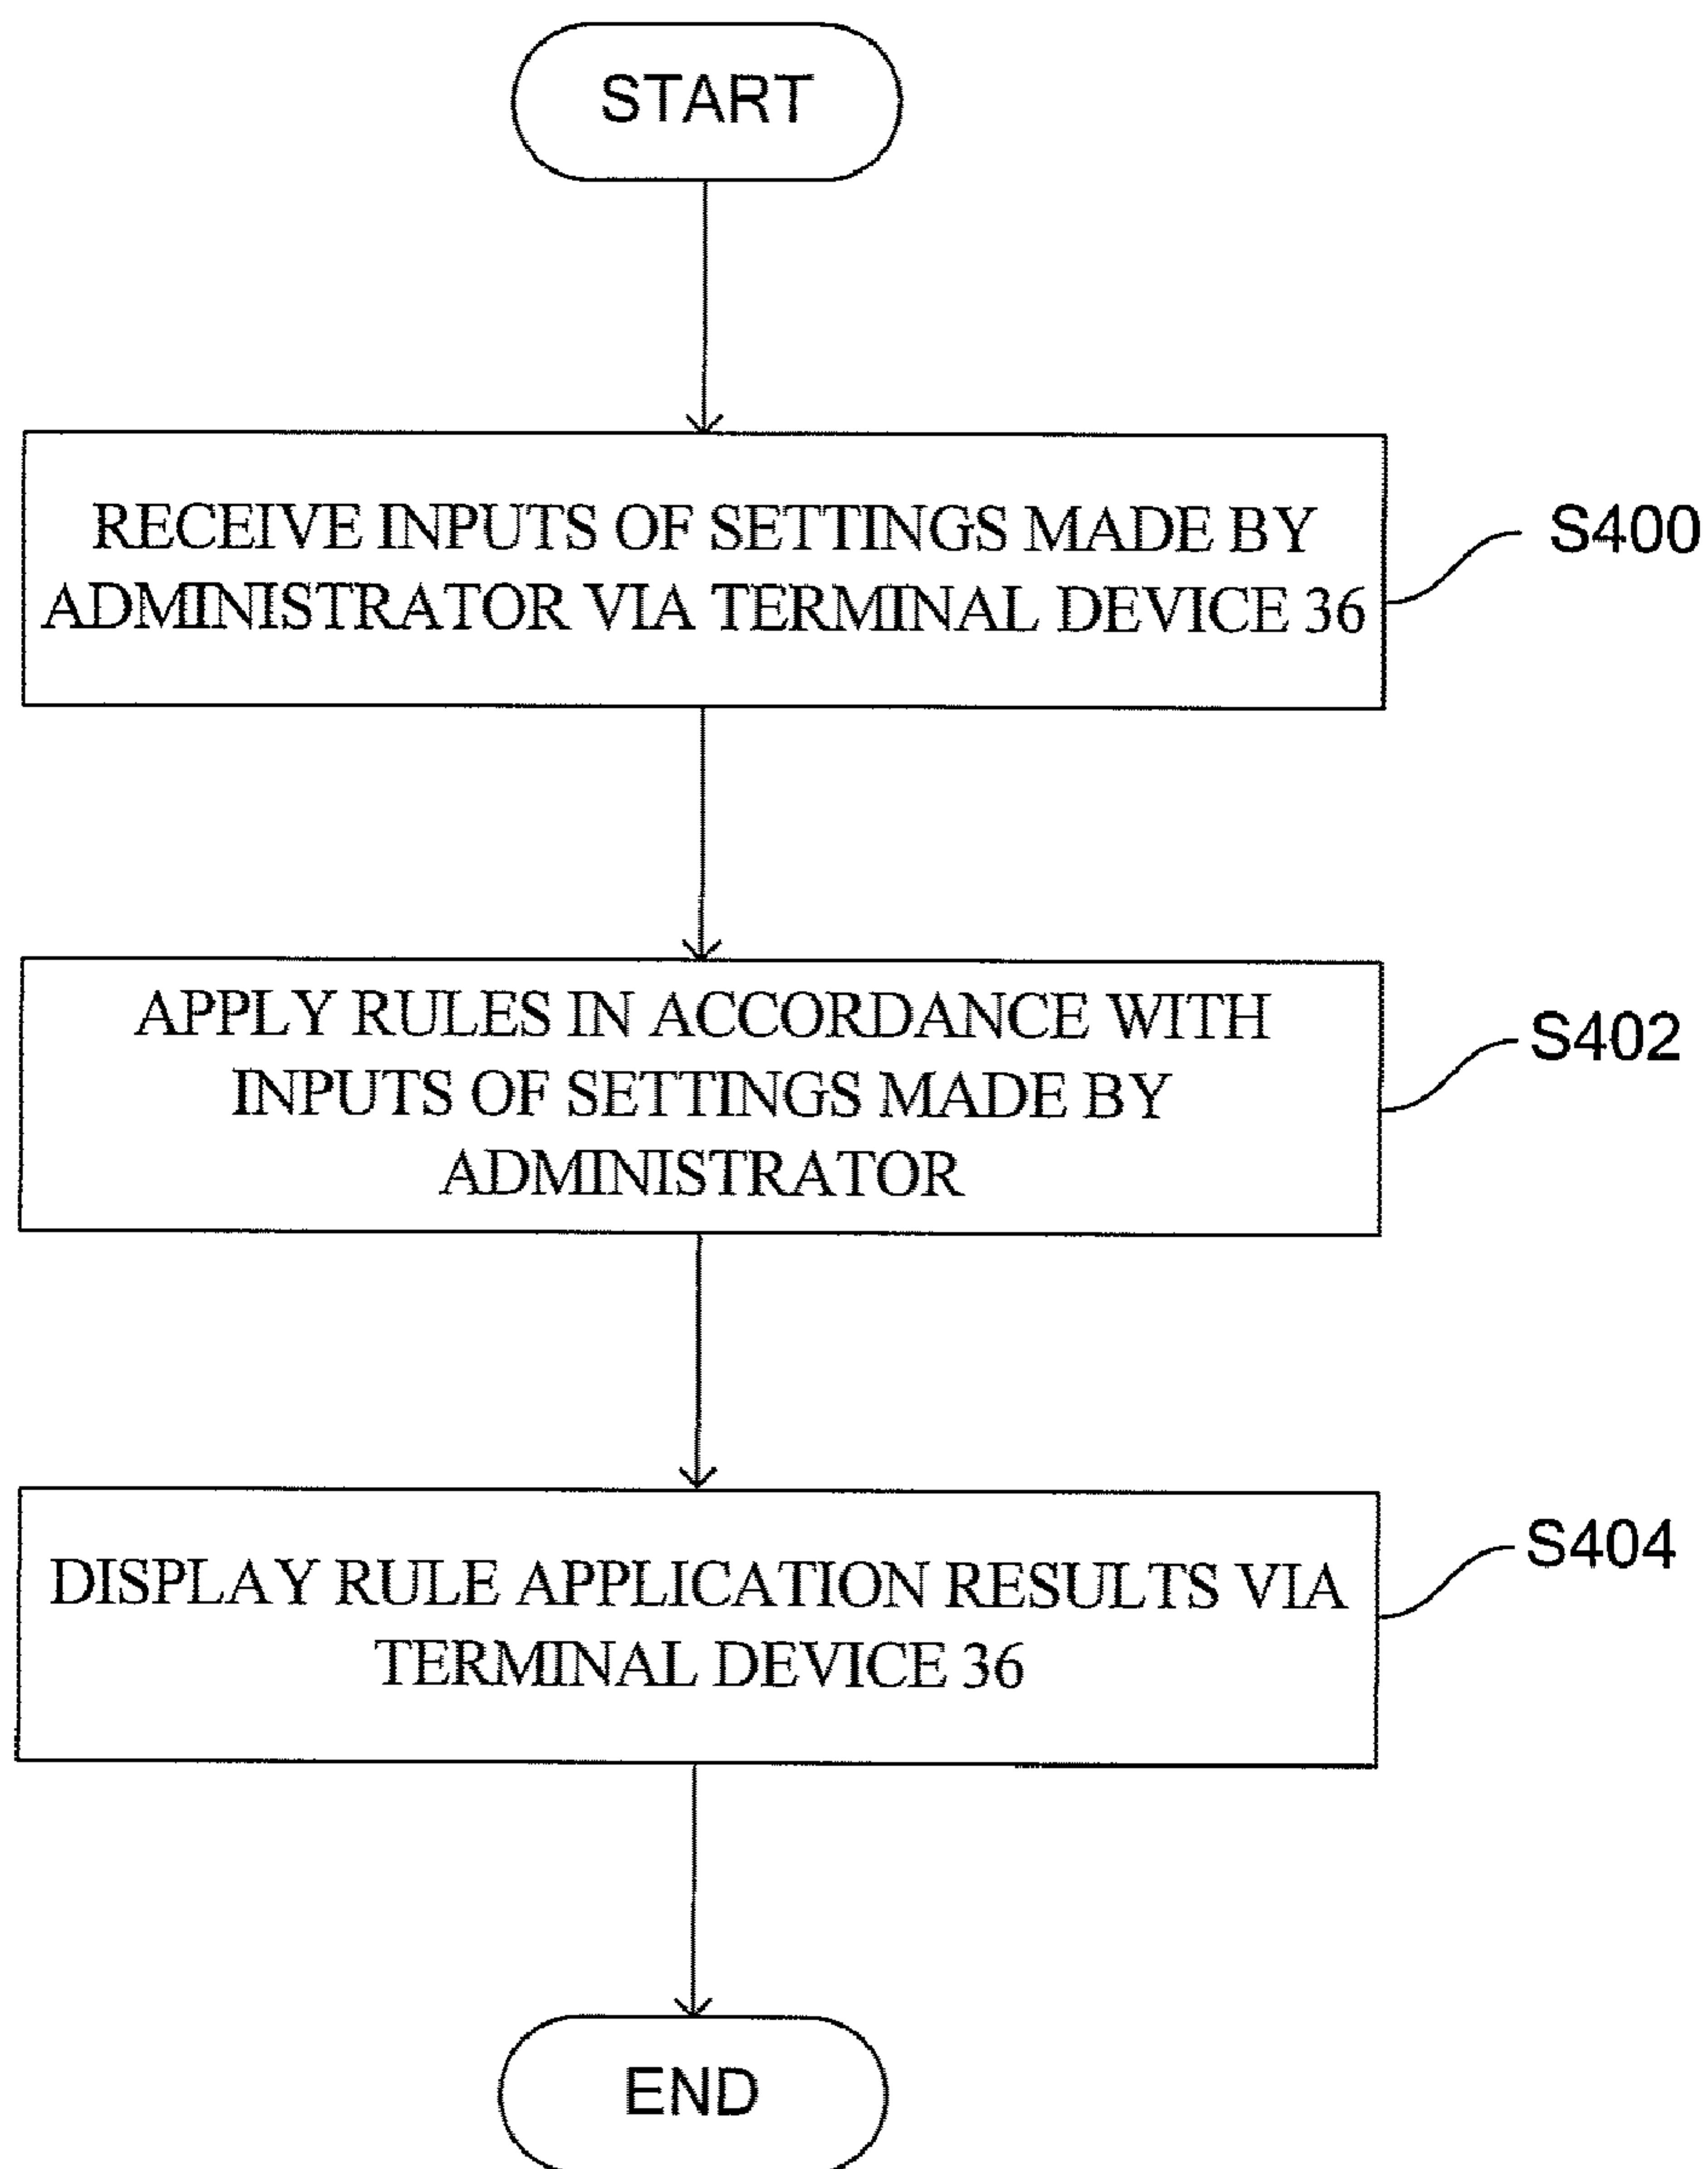 START
RECEIVE INPUTS OF SETTINGS MADE BY
ADMINISTRATOR VIA TERMINAL DEVICE 36
S400
APPLY RULES IN ACCORDANCE WITH
INPUTS OF SETTINGS MADE BY
ADMINISTRATOR
S402
DISPLAY RULE APPLICATION RESULTS VIA
TERMINAL DEVICE 36
S404
END